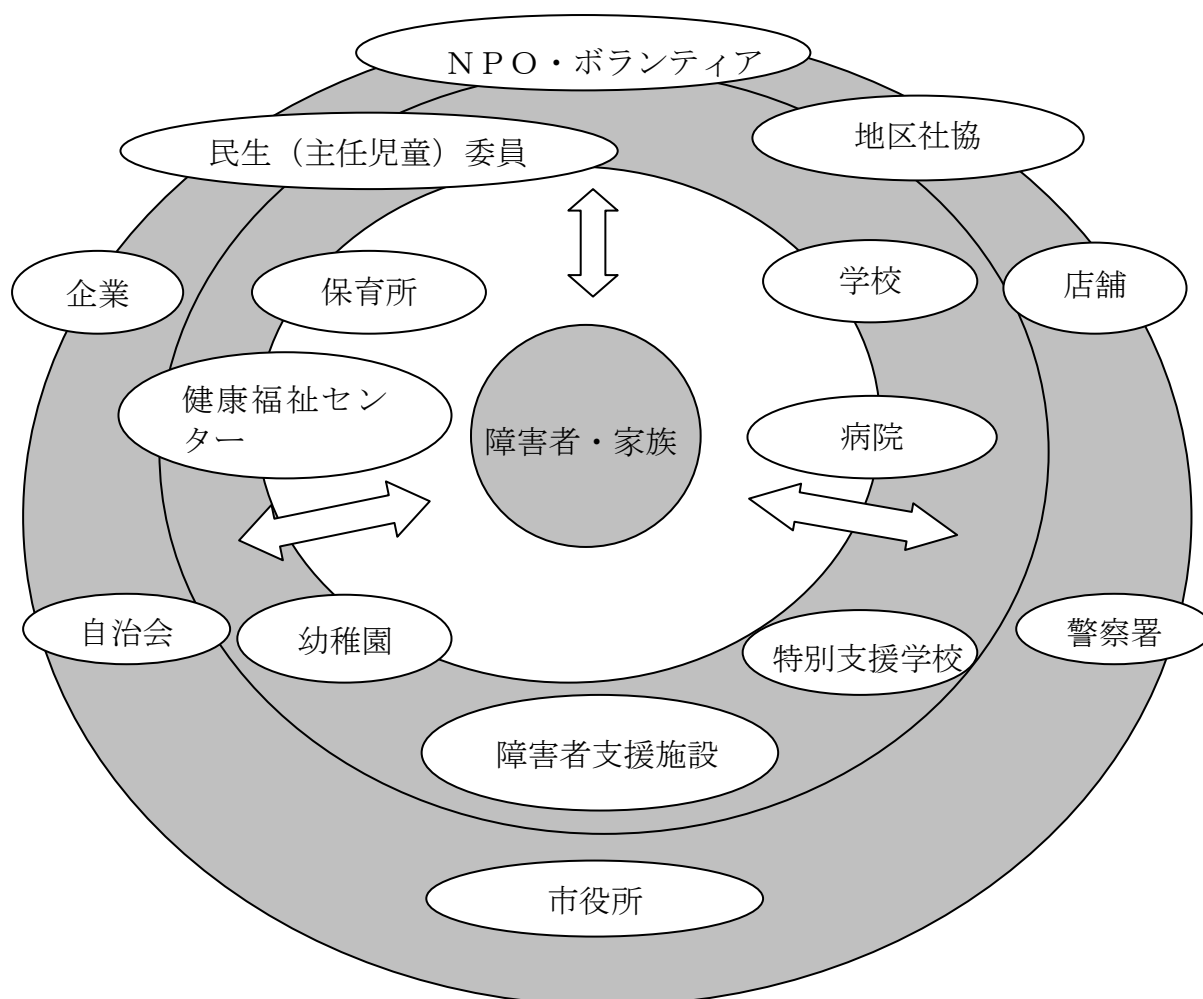 ＮＰＯ・ボランティア
地区社協
民生（主任児童）委員
企業
保育所
学校
店舗
健康福祉セン
ター
障害者・家族
病院
自治会
幼稚園
特別支援学校
警察署
障害者支援施設
市役所